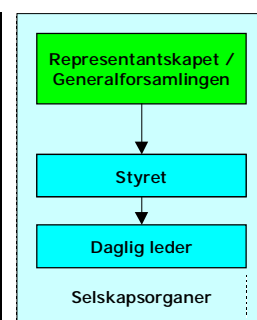 Representantskapet /
Generalforsamlingen
Styret
Daglig leder
Selskapsorganer